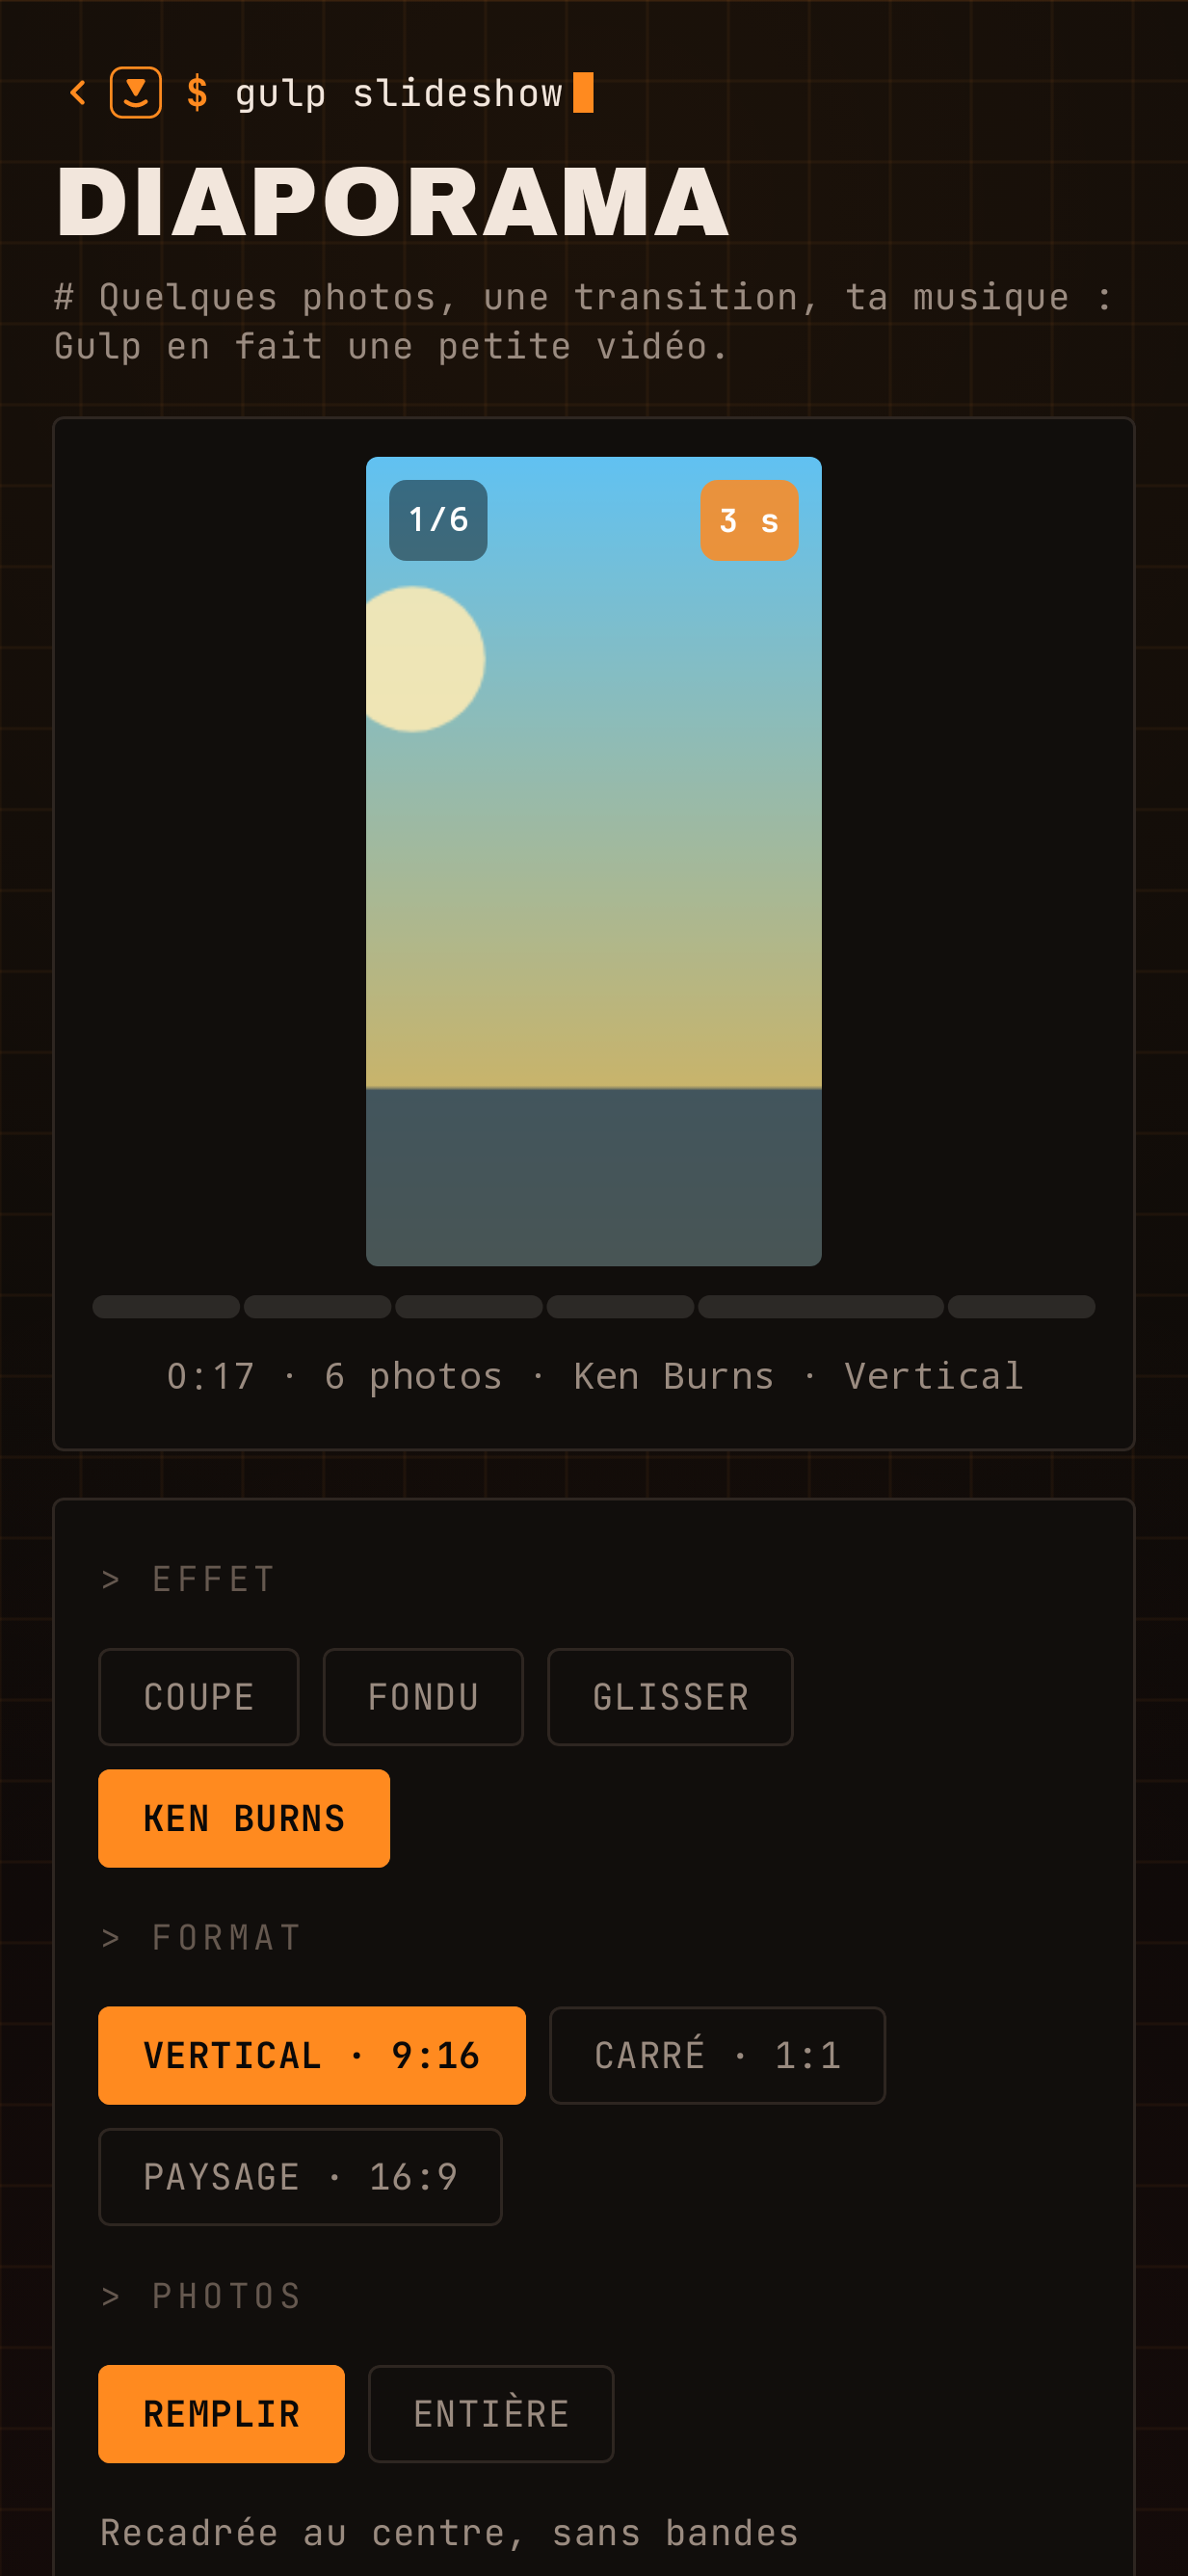 $ gulp slideshow
DIAPORAMA
# Quelques photos, une transition, ta musique :
Gulp en fait une petite vidéo.
1/6
3 s
0:17 · 6 photos · Ken Burns · Vertical
> EFFET
COUPE
FONDU
GLISSER
KEN BURNS
> FORMAT
VERTICAL · 9:16
CARRÉ · 1:1
PAYSAGE · 16:9
> PHOTOS
REMPLIR
ENTIÈRE
Recadrée au centre, sans bandes